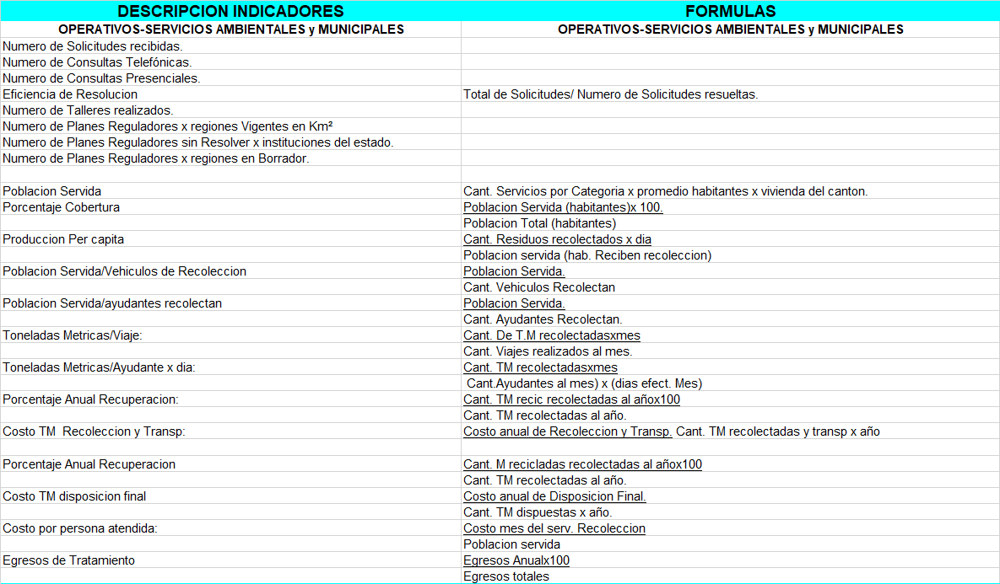 DESCRIPCION INDICADORES FORMULAS
OPERATIVOS-SERVICIOS AMBIENTALES y MUNICIPALES OPERATIVOS-SERVICIOS AMBIENTALES y MUNICIPALES
Numero de Solicitudes recibidas.
Numero de Consultas Telefónicas.
Numero de Consultas Presenciales.
Eficiencia de Resolucion Total de Solicitudes/ Numero de Solicitudes resueltas.
Numero de Talleres realizados.
Numero de Planes Reguladores x regiones Vigentes en Km²
Numero de Planes Reguladores sin Resolver x instituciones del estado.
Numero de Planes Reguladores x regiones en Borrador.
Poblacion Servida Cant. Servicios por Categoria x promedio habitantes x vivienda del canton.
Porcentaje Cobertura Poblacion Servida (habitantes)x 100.
Poblacion Total (habitantes)
Produccion Per capita Cant. Residuos recolectados x dia
Poblacion servida (hab. Reciben recoleccion)
Poblacion Servida/Vehiculos de Recoleccion Poblacion Servida.
Cant. Vehiculos Recolectan
Poblacion Servida/ayudantes recolectan Poblacion Servida.
Cant. Ayudantes Recolectan.
Toneladas Metricas/Viaje: Cant. De T.M recolectadasxmes
Cant. Viajes realizados al mes.
Toneladas Metricas/Ayudante x dia: Cant. TM recolectadasxmes
Cant.Ayudantes al mes) x (dias efect. Mes)
Porcentaje Anual Recuperacion: Cant. TM recic recolectadas al añox100
Cant. TM recolectadas al año.
Costo TM  Recoleccion y Transp: Costo anual de Recoleccion y Transp. Cant. TM recolectadas y transp x año
Porcentaje Anual Recuperacion Cant. M recicladas recolectadas al añox100
Cant. TM recolectadas al año.
Costo TM disposicion final Costo anual de Disposicion Final.
Cant. TM dispuestas x año.
Costo por persona atendida: Costo mes del serv. Recoleccion
Poblacion servida
Egresos de Tratamiento Egresos Anualx100
Egresos totales